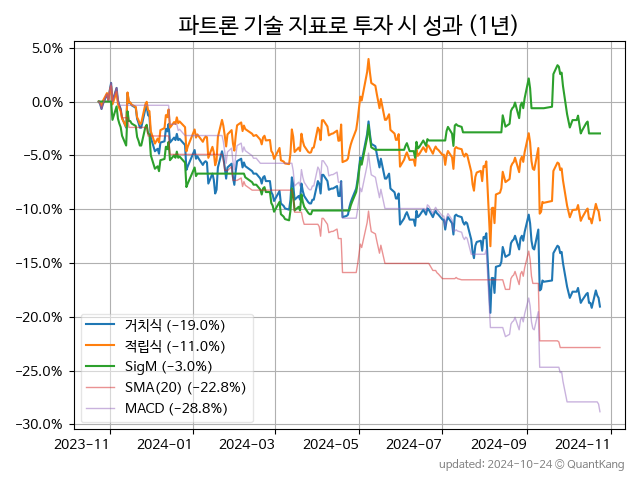 파트론 기술 지표로 투자 시 성과 (1년)
5.0%
0.0%
−5.0%
−10.0%
−15.0%
−20.0%
−25.0%
−30.0%
거치식 (−19.0%)
적립식 (−11.0%)
SigM (−3.0%)
SMA(20) (−22.8%)
MACD (−28.8%)
2023-11 2024-01 2024-03 2024-05 2024-07 2024-09 2024-11
updated: 2024-10-24 © QuantKang